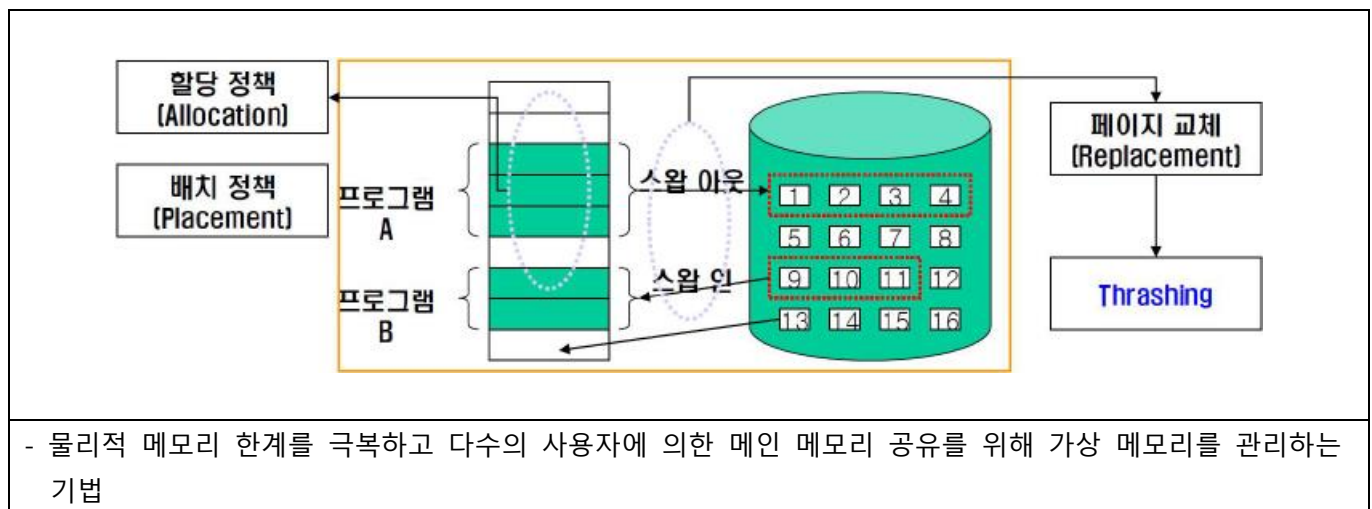 할당 정책
(Allocation)
배치 정책
(Placement)
프로그램
A
프로그램
B
스왑 아웃
스왑 인
1 2 3 4
5 6 7 8
9 10 11 12
13 14 15 16
페이지 교체
(Replacement)
Thrashing
- 물리적 메모리 한계를 극복하고 다수의 사용자에 의한 메인 메모리 공유를 위해 가상 메모리를 관리하는
기법